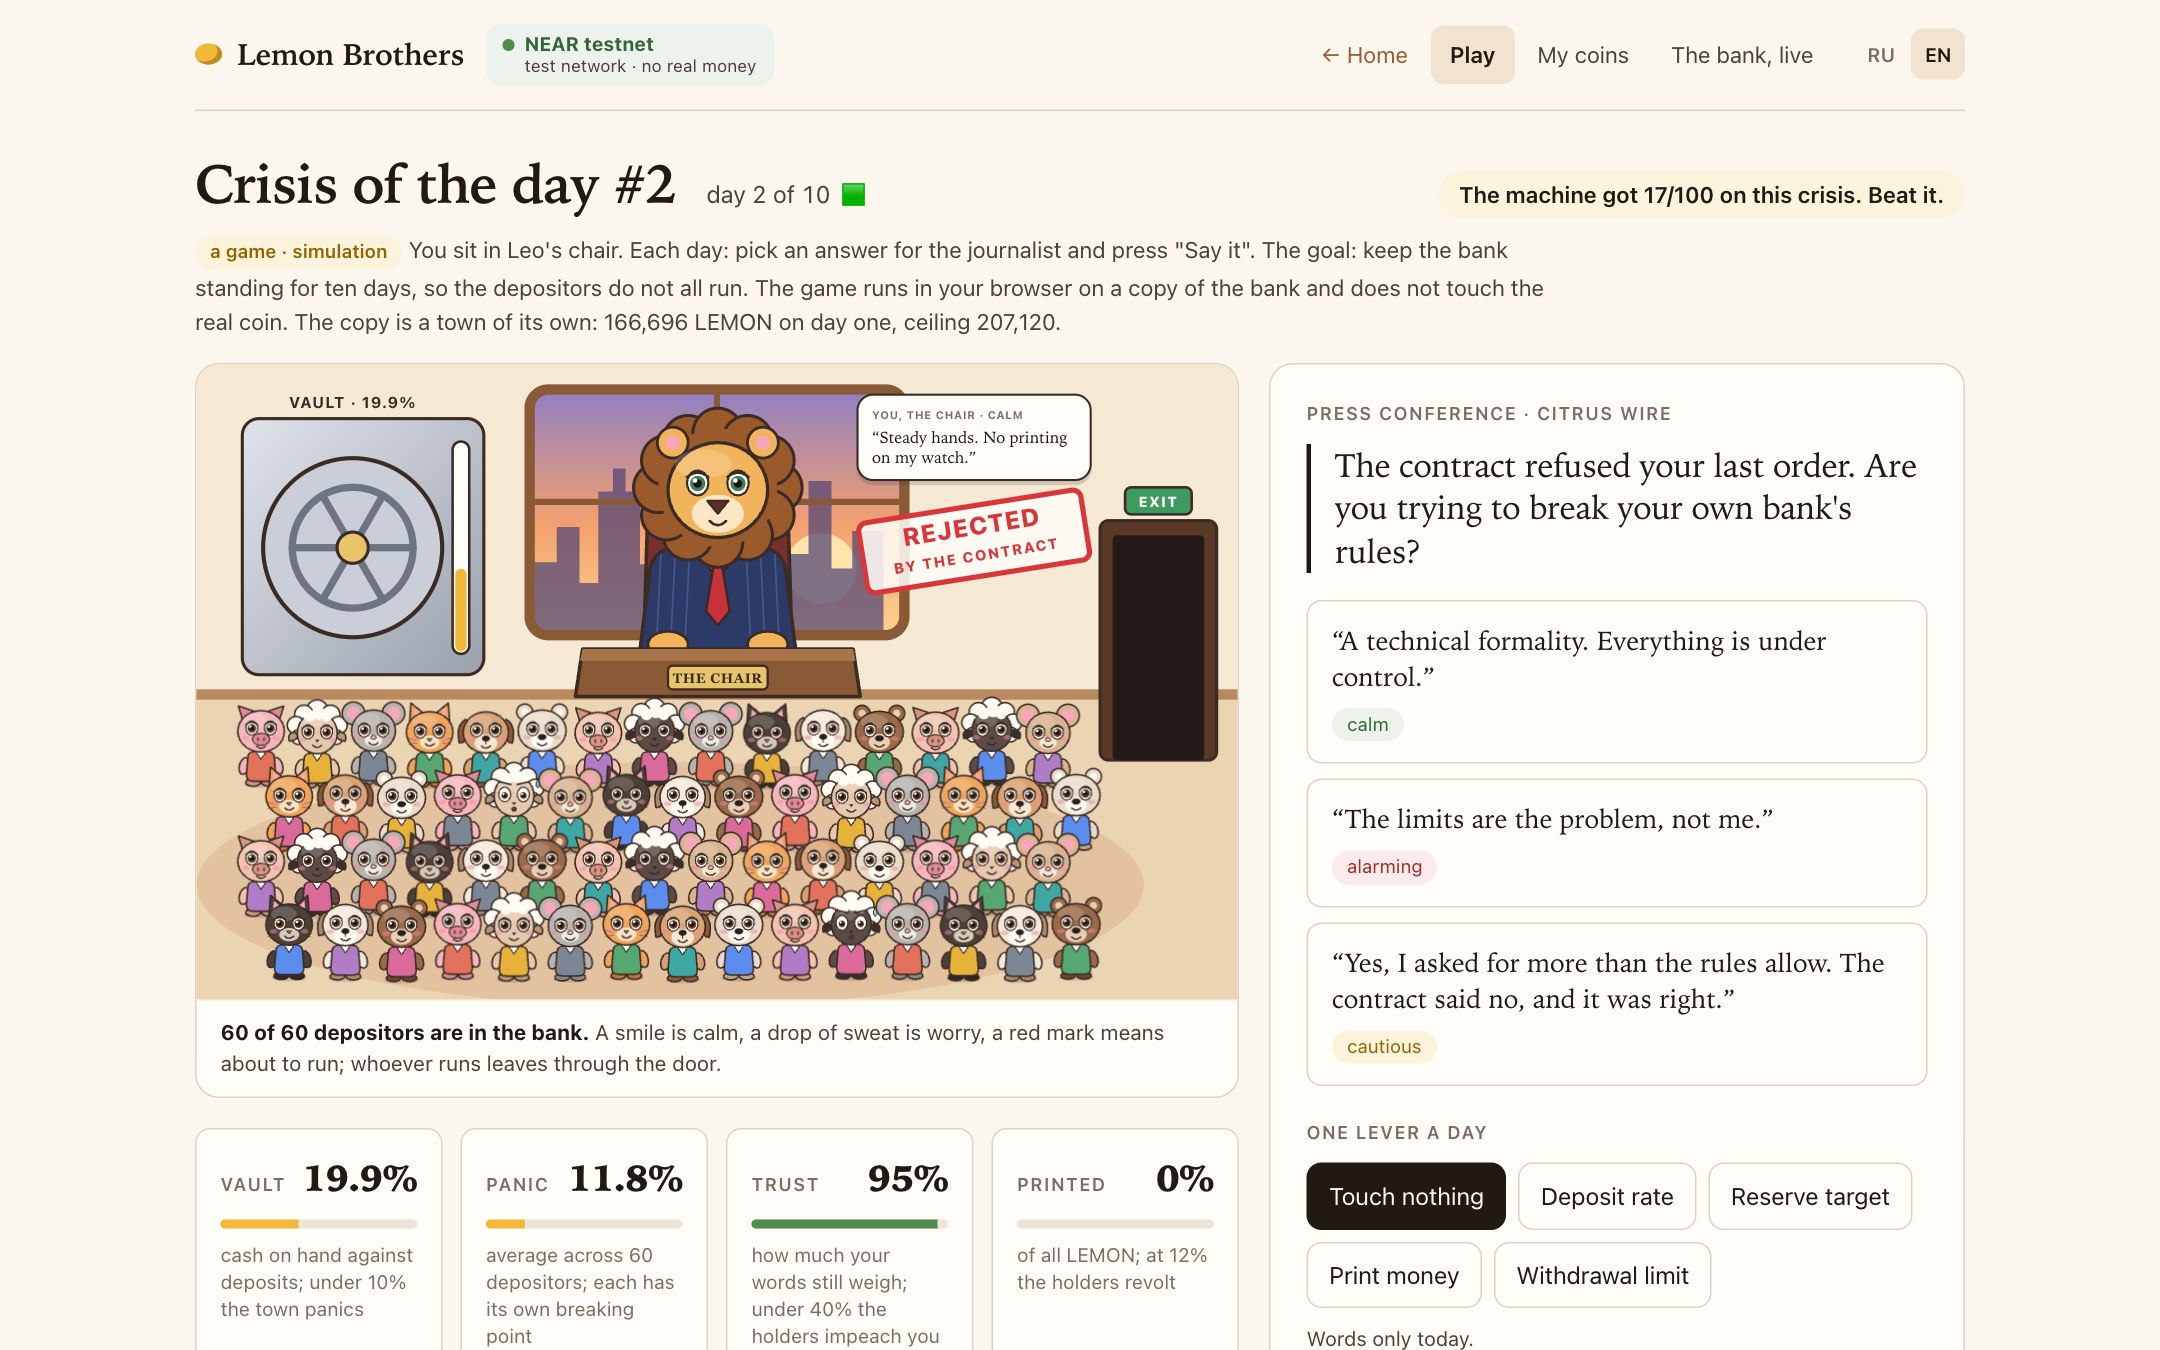 Lemon Brothers
NEAR testnet
test network · no real money
← Home
Play
My coins
The bank, live
RU
EN
Crisis of the day #2
day 2 of 10
The machine got 17/100 on this crisis. Beat it.
a game · simulation You sit in Leo's chair. Each day: pick an answer for the journalist and press "Say it". The goal: keep the bank
standing for ten days, so the depositors do not all run. The game runs in your browser on a copy of the bank and does not touch the
real coin. The copy is a town of its own: 166,696 LEMON on day one, ceiling 207,120.
VAULT · 19.9%
YOU, THE CHAIR · CALM
“Steady hands. No printing
on my watch.”
REJECTED
BY THE CONTRACT
EXIT
THE CHAIR
60 of 60 depositors are in the bank. A smile is calm, a drop of sweat is worry, a red mark means
about to run; whoever runs leaves through the door.
VAULT 19.9%
cash on hand against
deposits; under 10%
the town panics
PANIC 11.8%
average across 60
depositors; each has
its own breaking
point
TRUST 95%
how much your
words still weigh;
under 40% the
holders impeach you
PRINTED 0%
of all LEMON; at 12%
the holders revolt
PRESS CONFERENCE · CITRUS WIRE
The contract refused your last order. Are
you trying to break your own bank's
rules?
“A technical formality. Everything is under
control.”
calm
“The limits are the problem, not me.”
alarming
“Yes, I asked for more than the rules allow. The
contract said no, and it was right.”
cautious
ONE LEVER A DAY
Touch nothing
Deposit rate
Reserve target
Print money
Withdrawal limit
Words only today.